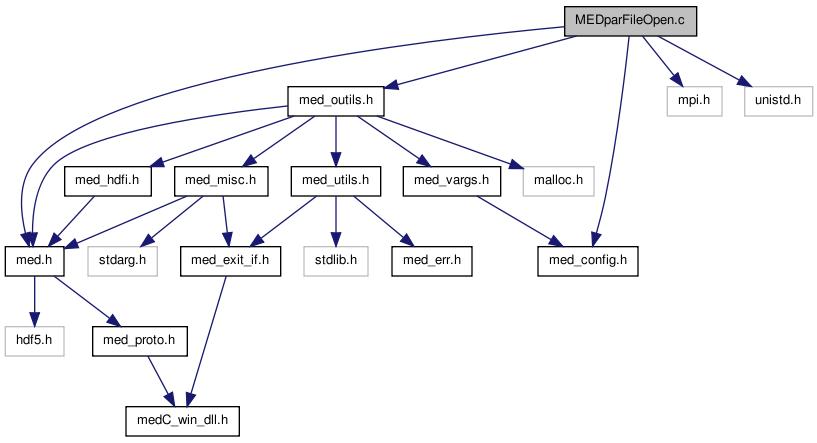 MEDparFileOpen.c
med_outils.h
mpi.h
unistd.h
med_hdfi.h
med_misc.h
med_utils.h
med_vargs.h
malloc.h
med.h
stdarg.h
med_exit_if.h
stdlib.h
med_err.h
med_config.h
hdf5.h
med_proto.h
medC_win_dll.h